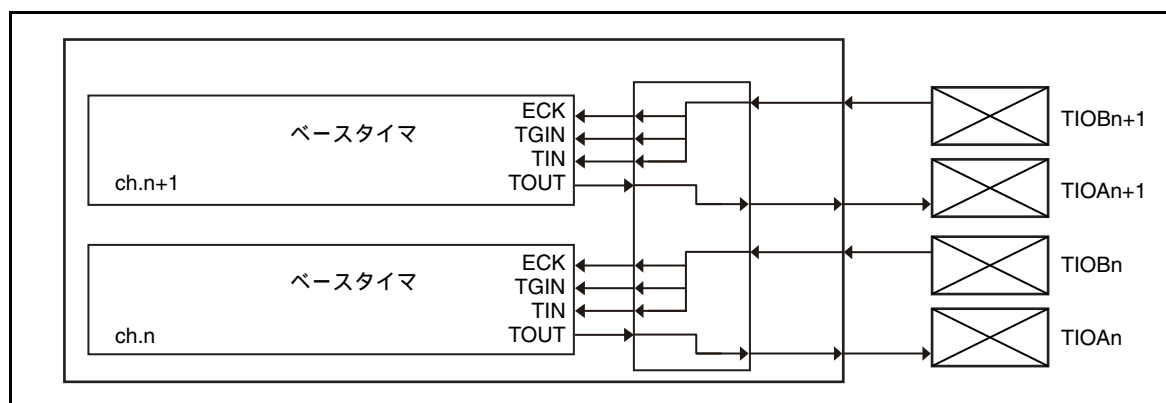 ベースタイマ
ch.n+1
ECK
TGIN
TIN
TOUT
TIOBn+1
TIOAn+1
ベースタイマ
ch.n
ECK
TGIN
TIN
TOUT
TIOBn
TIOAn